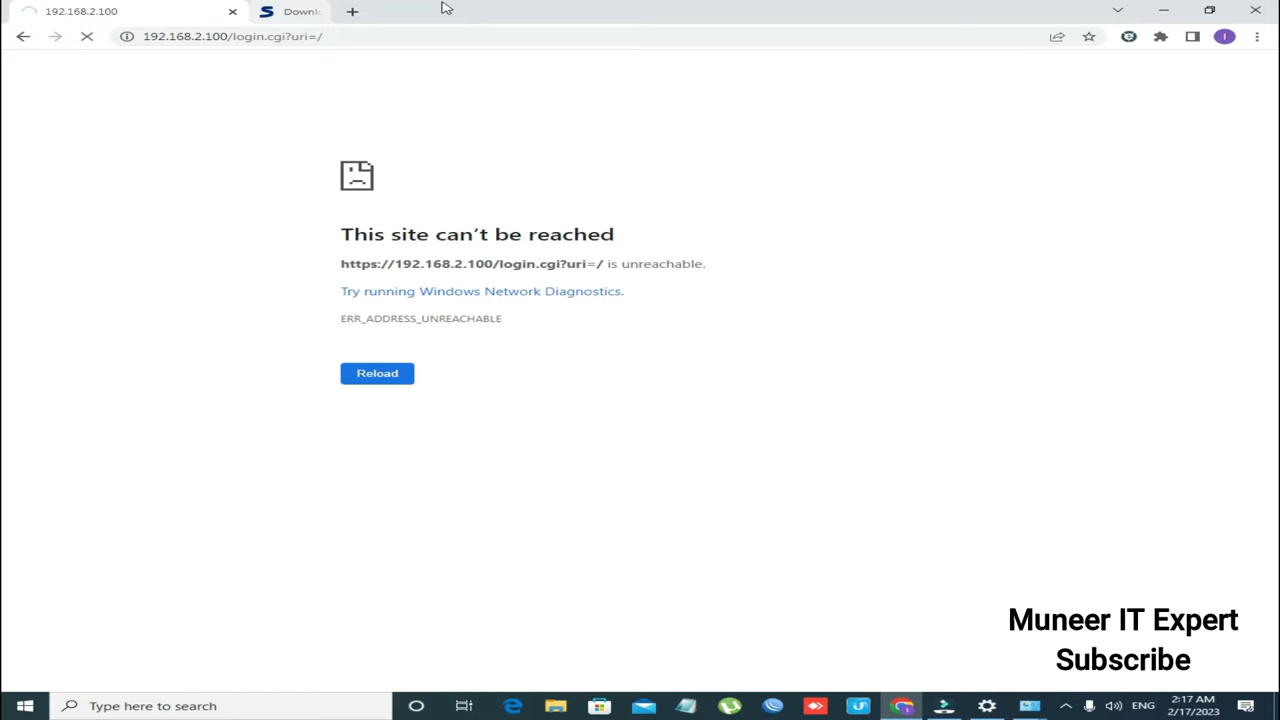 192.168.2.100
Downlc
192.168.2.100/login.cgi?uri=/
I
This site can't be reached
https://192.168.2.100/login.cgi?uri=/ is unreachable.
Try running Windows Network Diagnostics.
ERR_ADDRESS_UNREACHABLE
Reload
Muneer IT Expert
Subscribe
Type here to search
ENG
2:17 AM
2/17/2023